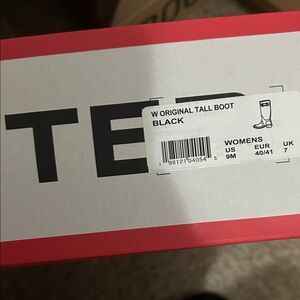 TE
W ORIGINAL TALL BOOT
BLACK
WOMENS
US EUR UK
9M 40/41 7